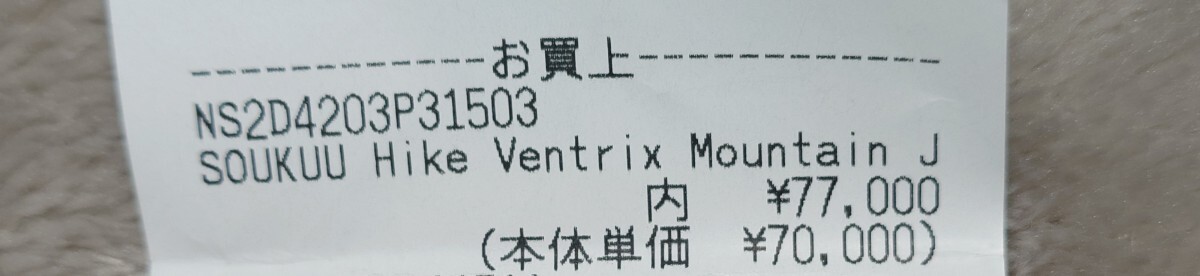 ------------お買上------------
NS2D4203P31503
SOUKUU Hike Ventrix Mountain J
内 ¥77,000
(本体単価 ¥70,000)